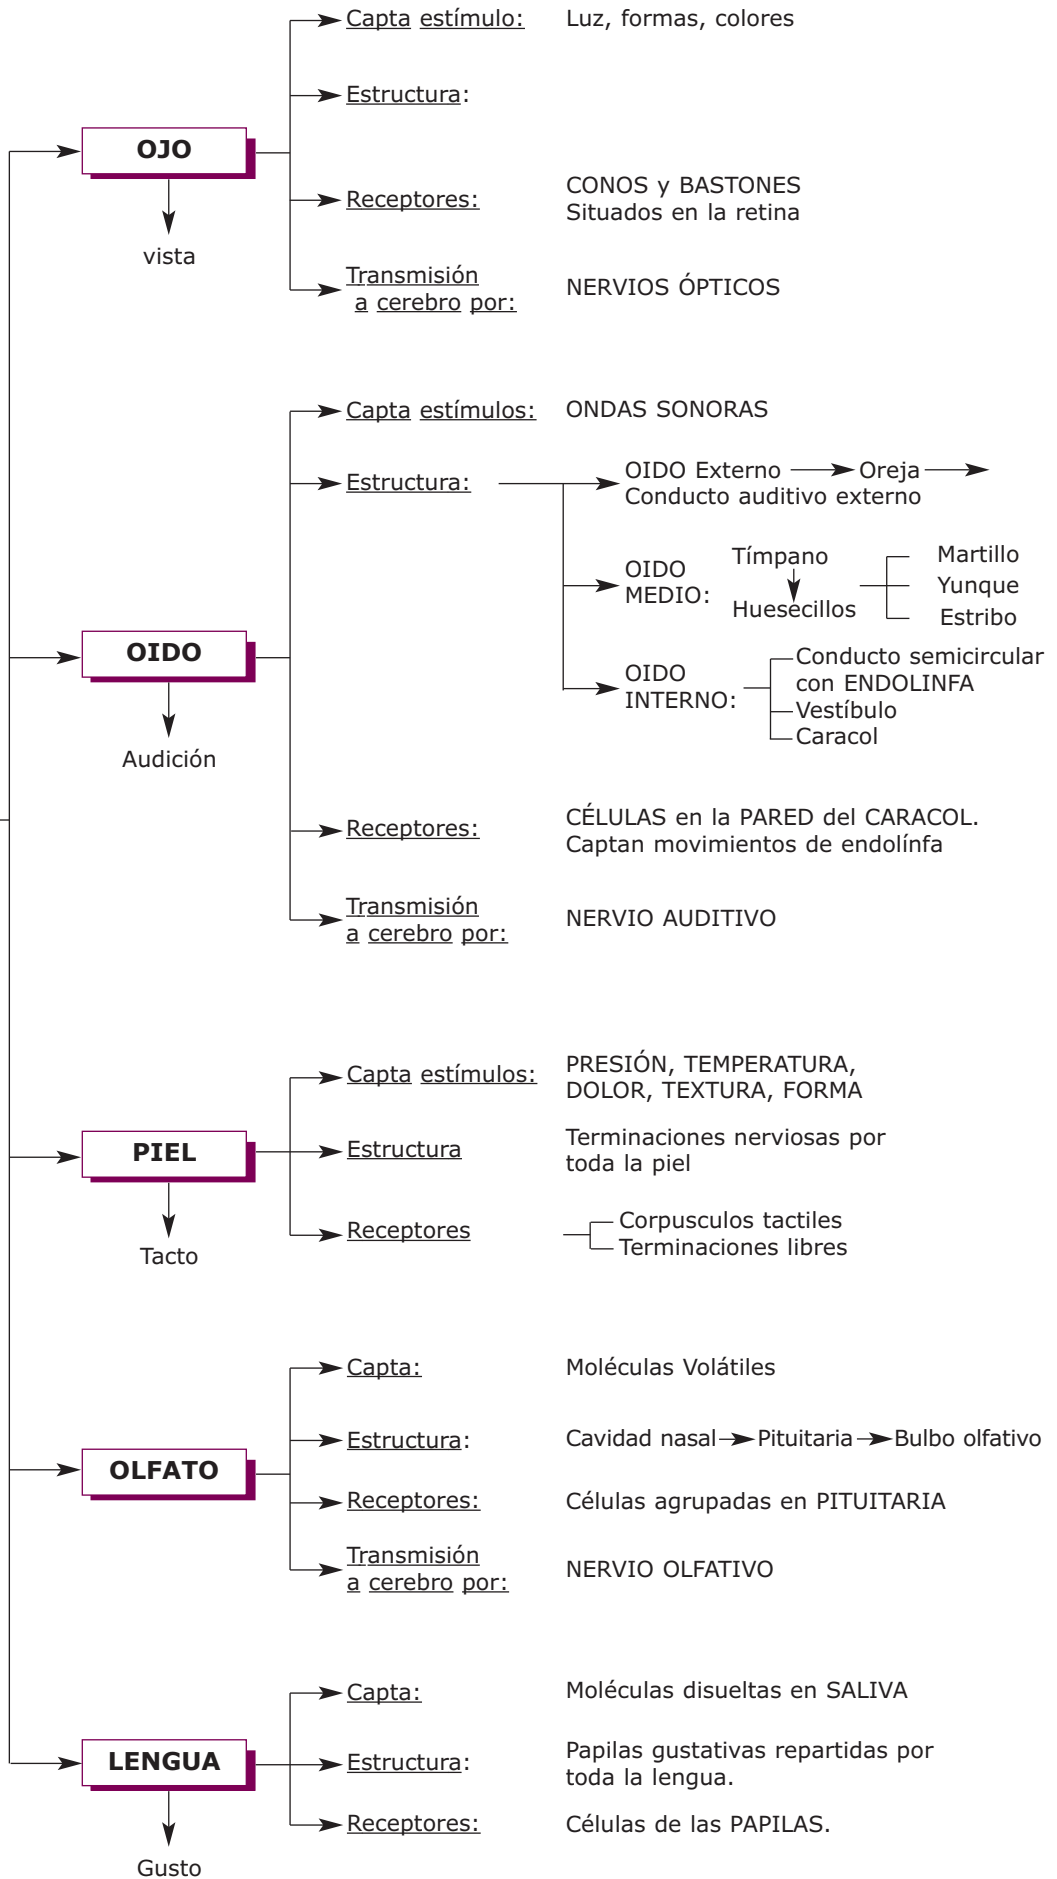 Capta estímulo: Luz, formas, colores
Estructura:
OJO
Receptores: CONOS y BASTONES
Situados en la retina
vista
Transmisión
a cerebro por: NERVIOS ÓPTICOS
Capta estímulos: ONDAS SONORAS
Estructura: OIDO Externo Oreja
Conducto auditivo externo
OIDO
MEDIO:
Tímpano
Huesecillos
Martillo
Yunque
Estribo
OIDO
Audición
OIDO
INTERNO:
Conducto semicircular
con ENDOLINFA
Vestíbulo
Caracol
Receptores: CÉLULAS en la PARED del CARACOL.
Captan movimientos de endolínfa
Transmisión
a cerebro por: NERVIO AUDITIVO
Capta estímulos: PRESIÓN, TEMPERATURA,
DOLOR, TEXTURA, FORMA
PIEL
Estructura Terminaciones nerviosas por
toda la piel
Receptores
Corpusculos tactiles
Terminaciones libres
Tacto
Capta: Moléculas Volátiles
Estructura: Cavidad nasal Pituitaria Bulbo olfativo
OLFATO
Receptores: Células agrupadas en PITUITARIA
Transmisión
a cerebro por: NERVIO OLFATIVO
Capta: Moléculas disueltas en SALIVA
LENGUA
Estructura: Papilas gustativas repartidas por
toda la lengua.
Receptores: Células de las PAPILAS.
Gusto